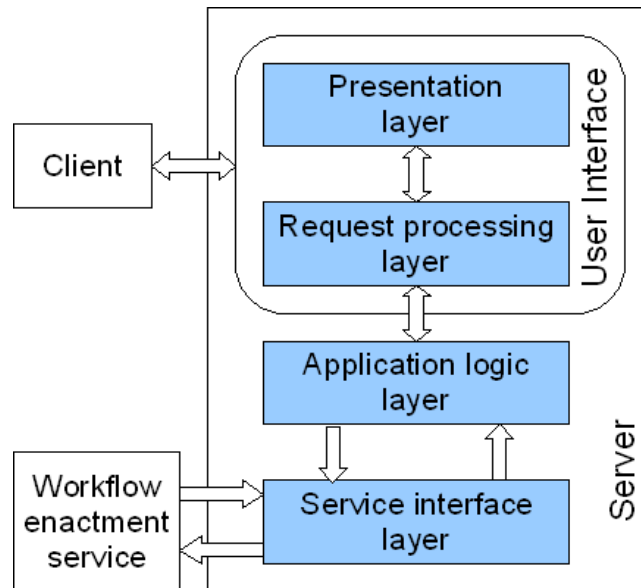 Presentation
layer
Client
Request processing
layer
User Interface
Application logic
layer
Server
Workflow
enactment
service
Service interface
layer